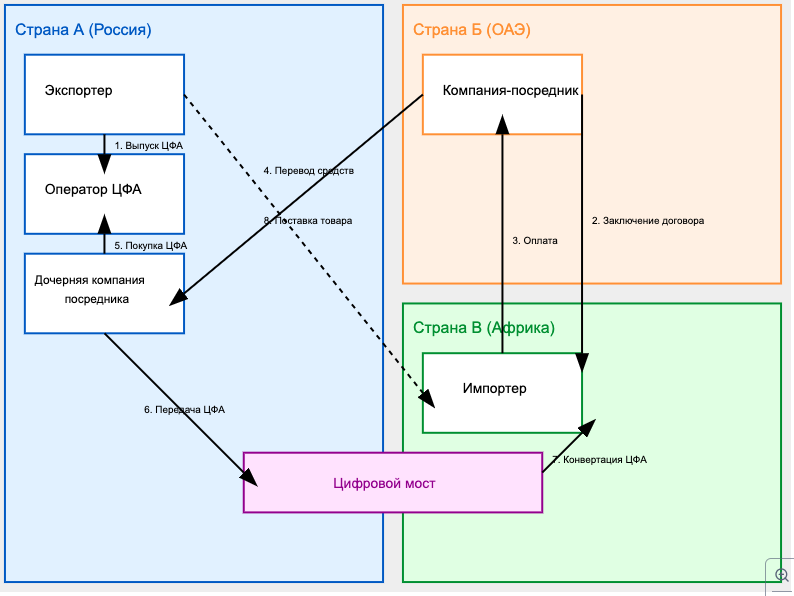 Страна А (Россия)
Экспортер
1. Выпуск ЦФА
Оператор ЦФА
5. Покупка ЦФА
Дочерняя компания
посредника
6. Передача ЦФА
4. Перевод средств
8. Поставка товара
Страна Б (ОАЭ)
Компания-посредник
2. Заключение договора
3. Оплата
Страна В (Африка)
Импортер
7. Конвертация ЦФА
Цифровой мост